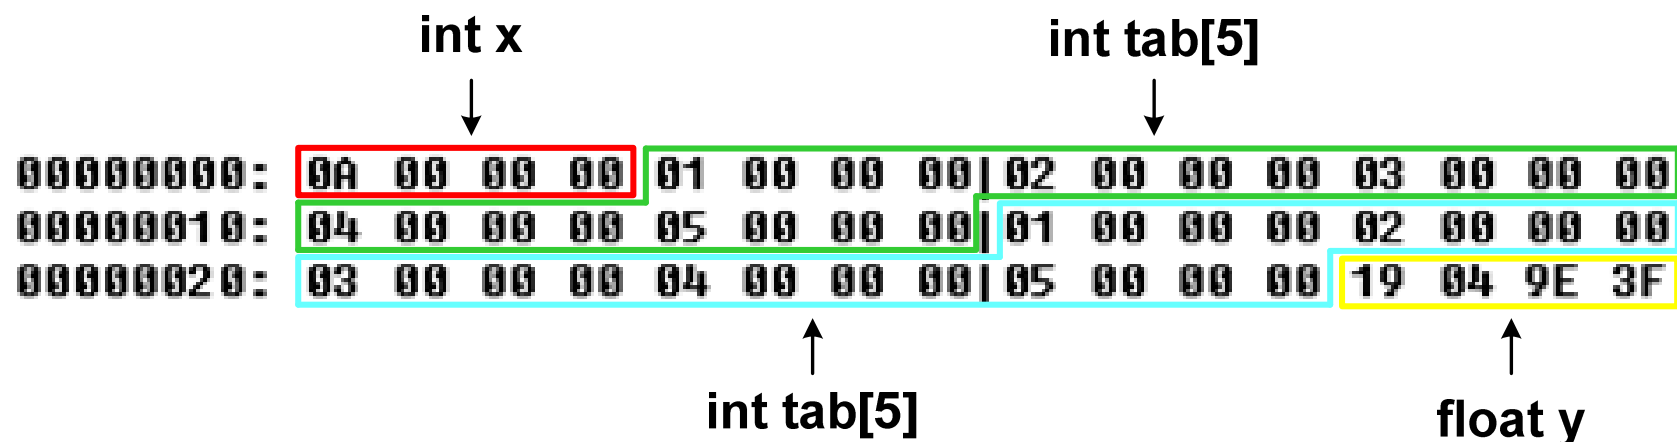 int x
int tab[5]
00000000: 0A 00 00 00 01 00 00 00|02 00 00 00 03 00 00 00
00000010: 04 00 00 00 05 00 00 00|01 00 00 00 02 00 00 00
00000020: 03 00 00 00 04 00 00 00|05 00 00 00 19 04 9E 3F
int tab[5]
float y